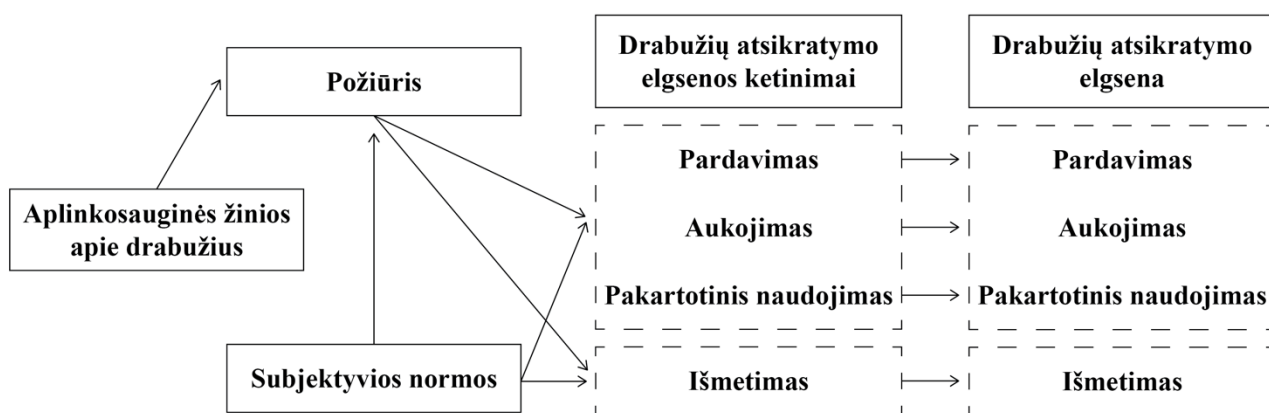 Požiūris
Aplinkosauginės žinios
apie drabužius
Subjektyvios normos
Drabužių atsikratymo
elgsenos ketinimai
Pardavimas
Aukojimas
Pakartotinis naudojimas
Išmetimas
Drabužių atsikratymo
elgsena
Pardavimas
Aukojimas
Pakartotinis naudojimas
Išmetimas